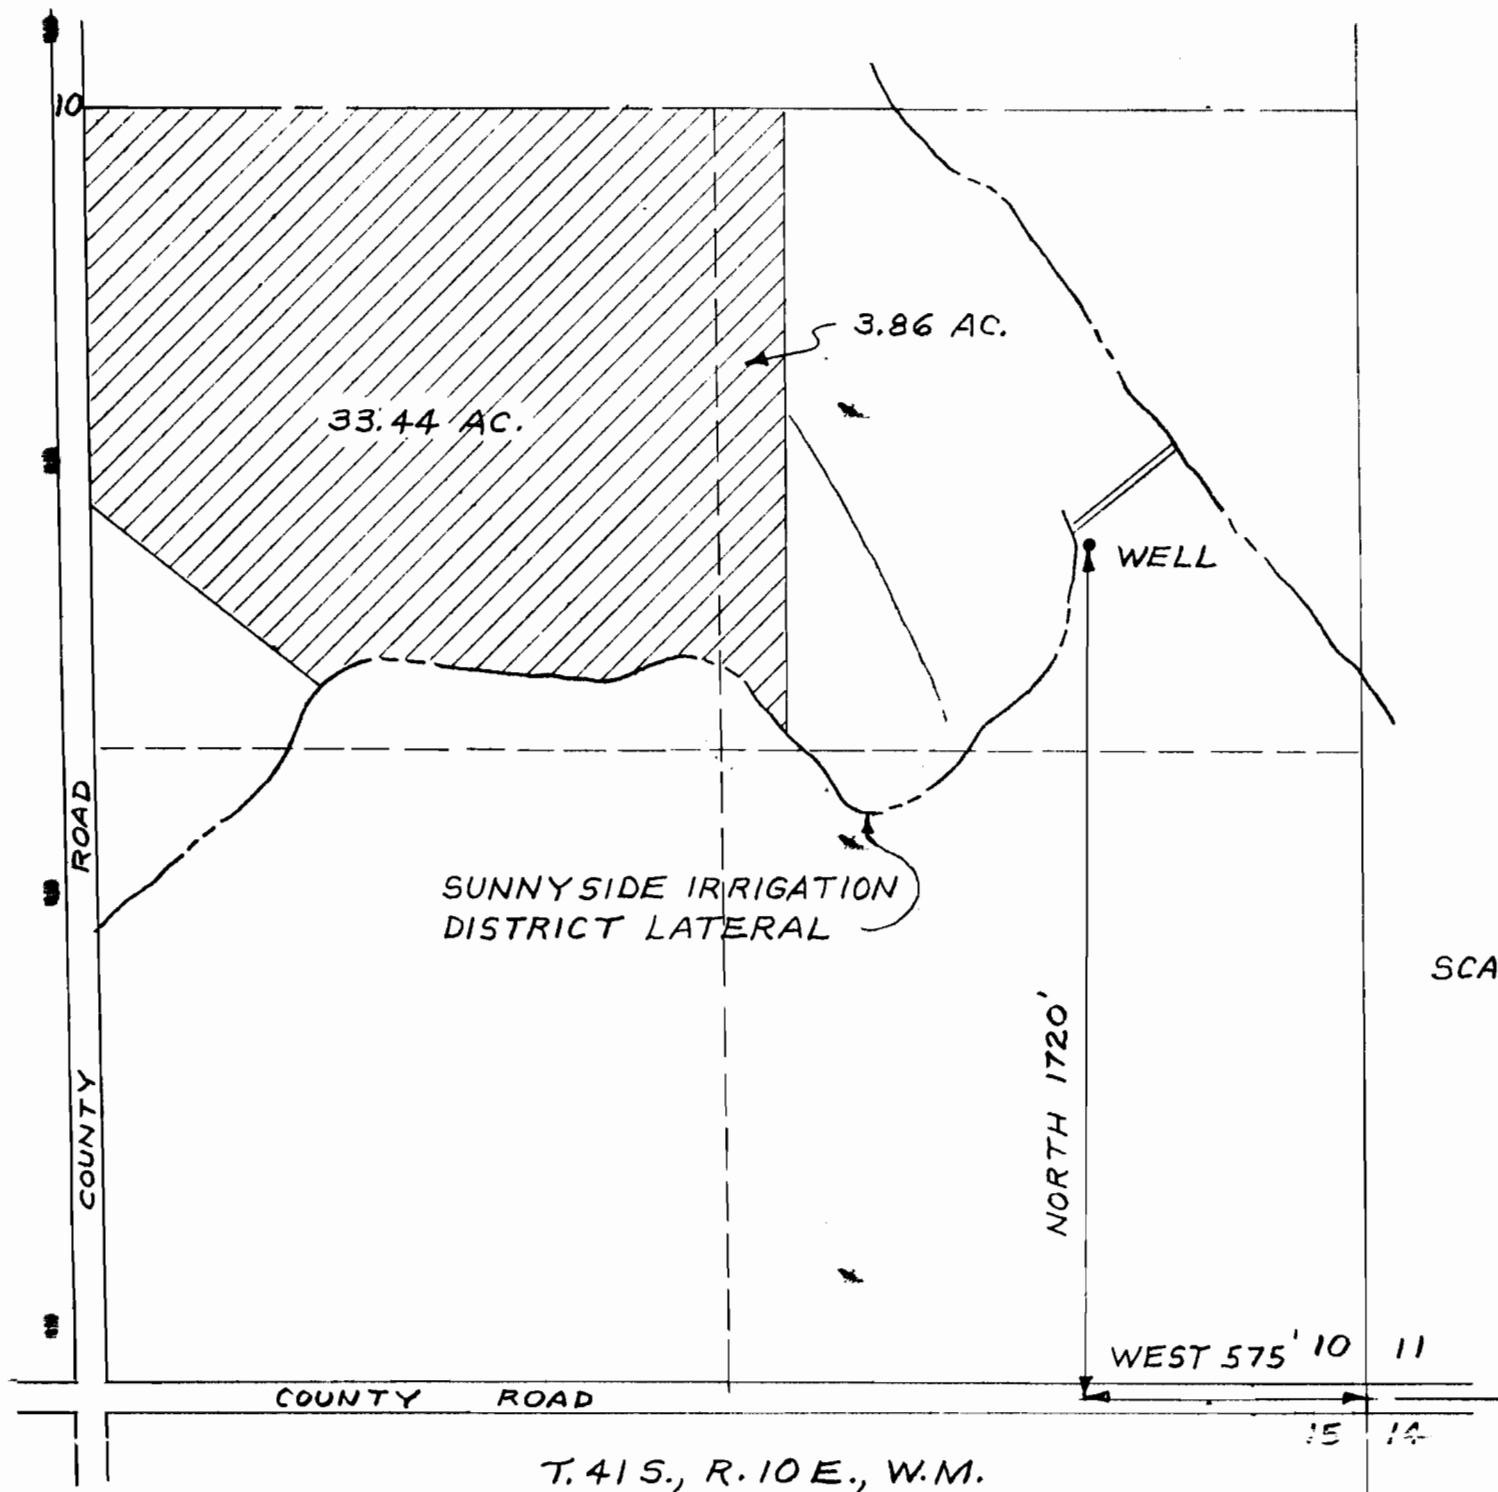 10
3.86 AC.
33.44 AC.
WELL
ROAD
SUNNYSIDE IRRIGATION
DISTRICT LATERAL
SCA
NORTH 1720'
COUNTY
WEST 575' 10 11
COUNTY ROAD
15 14
T. 41 S., R. 10 E., W.M.